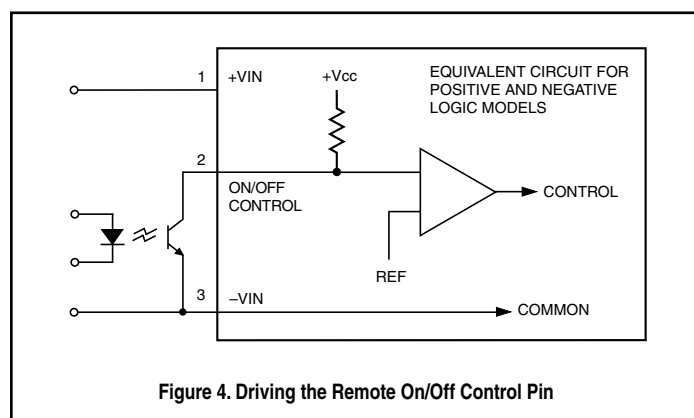 1
+VIN
+Vcc
EQUIVALENT CIRCUIT FOR
POSITIVE AND NEGATIVE
LOGIC MODELS
2
ON/OFF
CONTROL
CONTROL
REF
3
–VIN
COMMON
Figure 4. Driving the Remote On/Off Control Pin